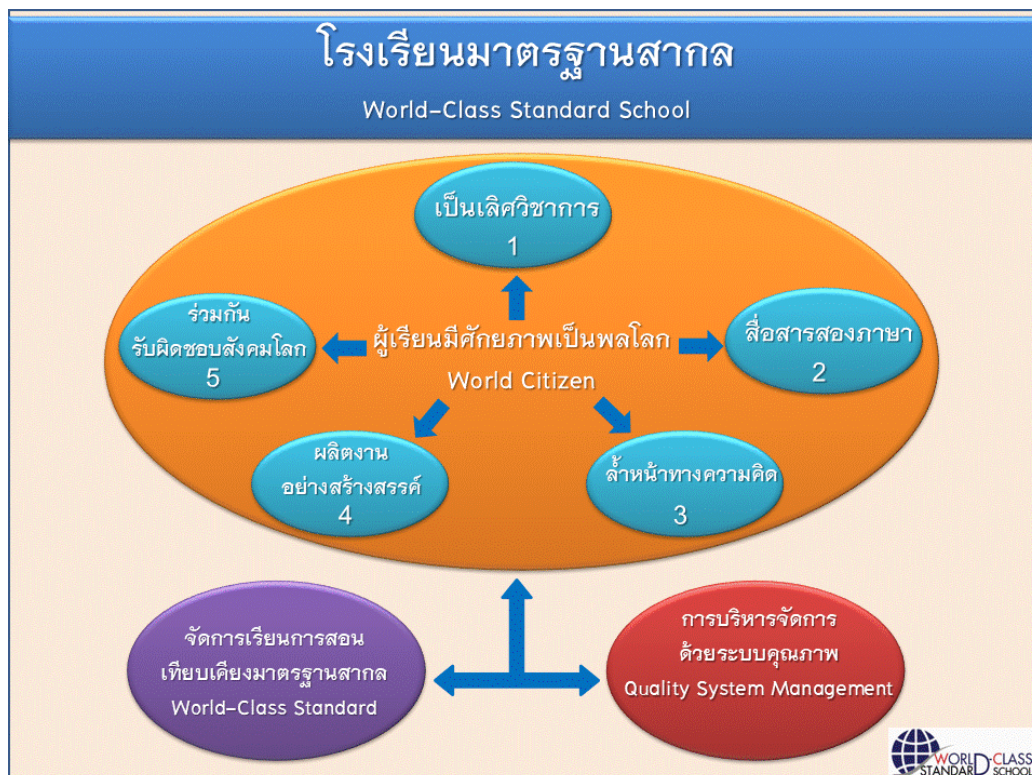 โรงเรียนมาตรฐานสากล
World-Class Standard School
เป็นเลิศวิชาการ
1
ร่วมกัน
รับผิดชอบสังคมโลก
5
ผู้เรียนมีศักยภาพเป็นพลโลก
World Citizen
สื่อสารสองภาษา
2
ผลิตงาน
อย่างสร้างสรรค์
4
ล้ำหน้าทางความคิด
3
จัดการเรียนการสอน
เทียบเคียงมาตรฐานสากล
World-Class Standard
การบริหารจัดการ
ด้วยระบบคุณภาพ
Quality System Management
WORLD-CLASS
STANDARD SCHOOL